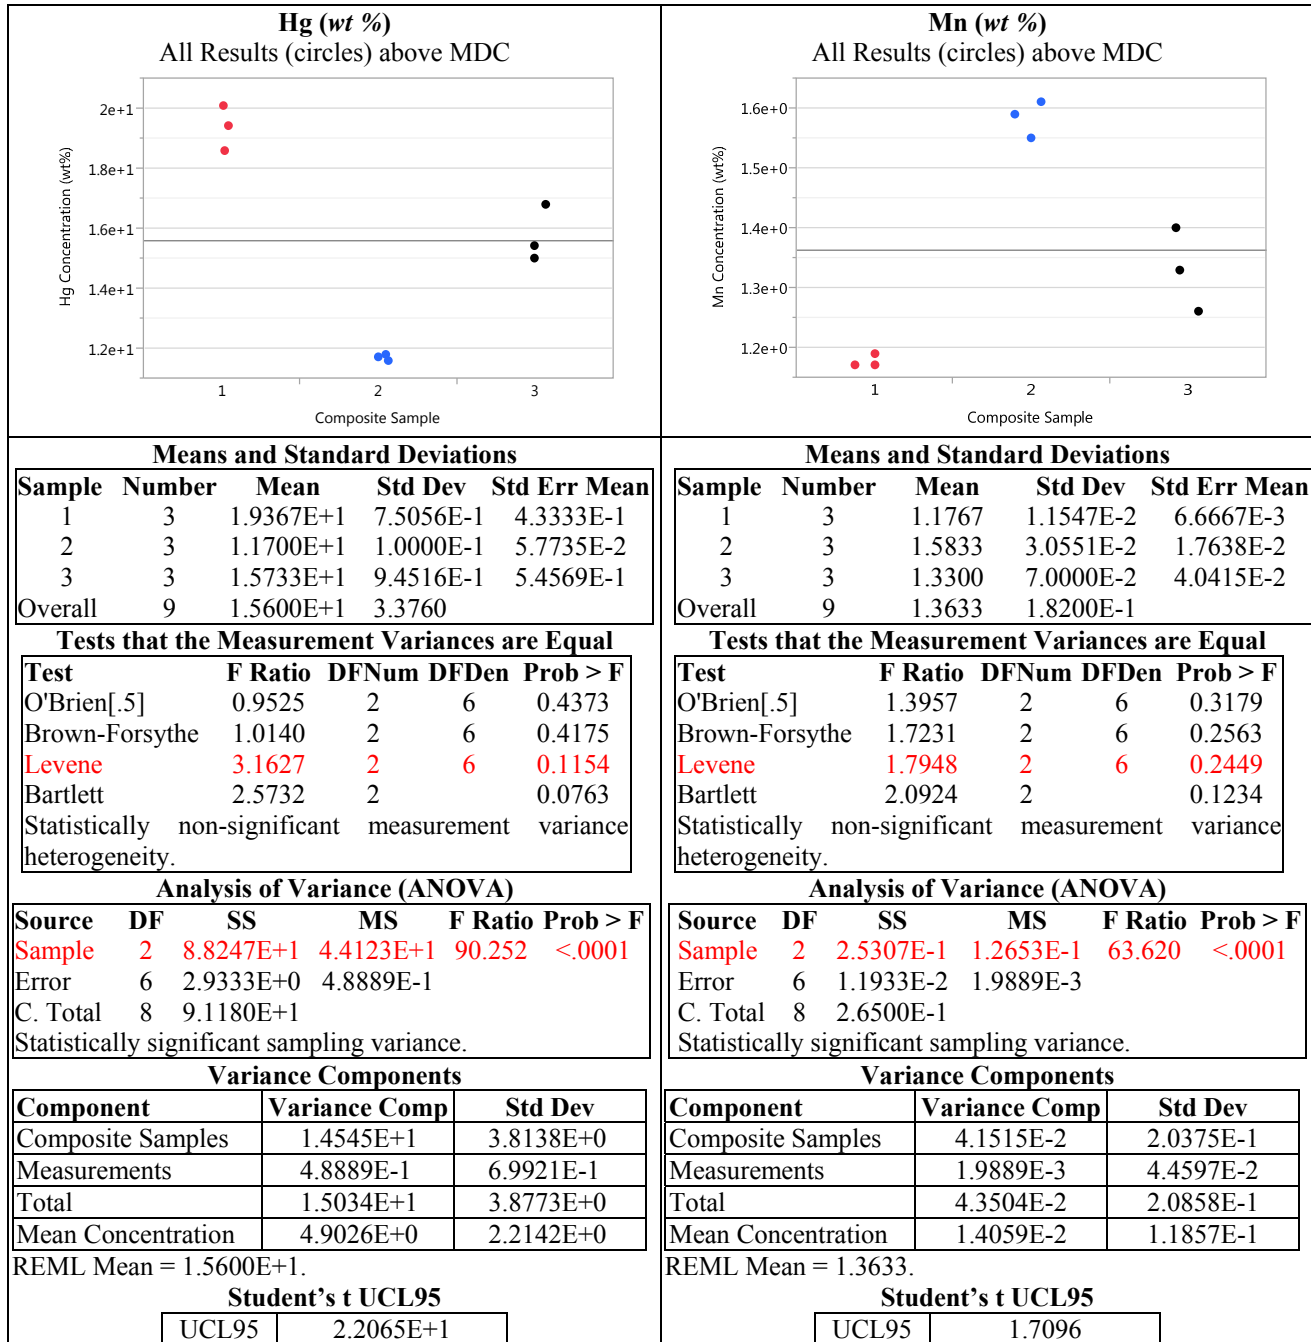 Hg (wt %)
All Results (circles) above MDC
2e+1
1.8e+1
1.6e+1
1.4e+1
1.2e+1
Hg Concentration (wt%)
1 2 3
Composite Sample
Means and Standard Deviations
Sample Number Mean Std Dev Std Err Mean
1 3 1.9367E+1 7.5056E-1 4.3333E-1
2 3 1.1700E+1 1.0000E-1 5.7735E-2
3 3 1.5733E+1 9.4516E-1 5.4569E-1
Overall 9 1.5600E+1 3.3760
Tests that the Measurement Variances are Equal
Test F Ratio DFNum DFDen Prob > F
O'Brien[.5] 0.9525 2 6 0.4373
Brown-Forsythe 1.0140 2 6 0.4175
Levene 3.1627 2 6 0.1154
Bartlett 2.5732 2 0.0763
Statistically non-significant measurement variance
heterogeneity.
Analysis of Variance (ANOVA)
Source DF SS MS F Ratio Prob > F
Sample 2 8.8247E+1 4.4123E+1 90.252 <.0001
Error 6 2.9333E+0 4.8889E-1
C. Total 8 9.1180E+1
Statistically significant sampling variance.
Variance Components
Component Variance Comp Std Dev
Composite Samples 1.4545E+1 3.8138E+0
Measurements 4.8889E-1 6.9921E-1
Total 1.5034E+1 3.8773E+0
Mean Concentration 4.9026E+0 2.2142E+0
REML Mean = 1.5600E+1.
Student's t UCL95
UCL95 2.2065E+1
Mn (wt %)
All Results (circles) above MDC
1.6e+0
1.5e+0
1.4e+0
1.3e+0
1.2e+0
Mn Concentration (wt%)
1 2 3
Composite Sample
Means and Standard Deviations
Sample Number Mean Std Dev Std Err Mean
1 3 1.1767 1.1547E-2 6.6667E-3
2 3 1.5833 3.0551E-2 1.7638E-2
3 3 1.3300 7.0000E-2 4.0415E-2
Overall 9 1.3633 1.8200E-1
Tests that the Measurement Variances are Equal
Test F Ratio DFNum DFDen Prob > F
O'Brien[.5] 1.3957 2 6 0.3179
Brown-Forsythe 1.7231 2 6 0.2563
Levene 1.7948 2 6 0.2449
Bartlett 2.0924 2 0.1234
Statistically non-significant measurement variance
heterogeneity.
Analysis of Variance (ANOVA)
Source DF SS MS F Ratio Prob > F
Sample 2 2.5307E-1 1.2653E-1 63.620 <.0001
Error 6 1.1933E-2 1.9889E-3
C. Total 8 2.6500E-1
Statistically significant sampling variance.
Variance Components
Component Variance Comp Std Dev
Composite Samples 4.1515E-2 2.0375E-1
Measurements 1.9889E-3 4.4597E-2
Total 4.3504E-2 2.0858E-1
Mean Concentration 1.4059E-2 1.1857E-1
REML Mean = 1.3633.
Student's t UCL95
UCL95 1.7096